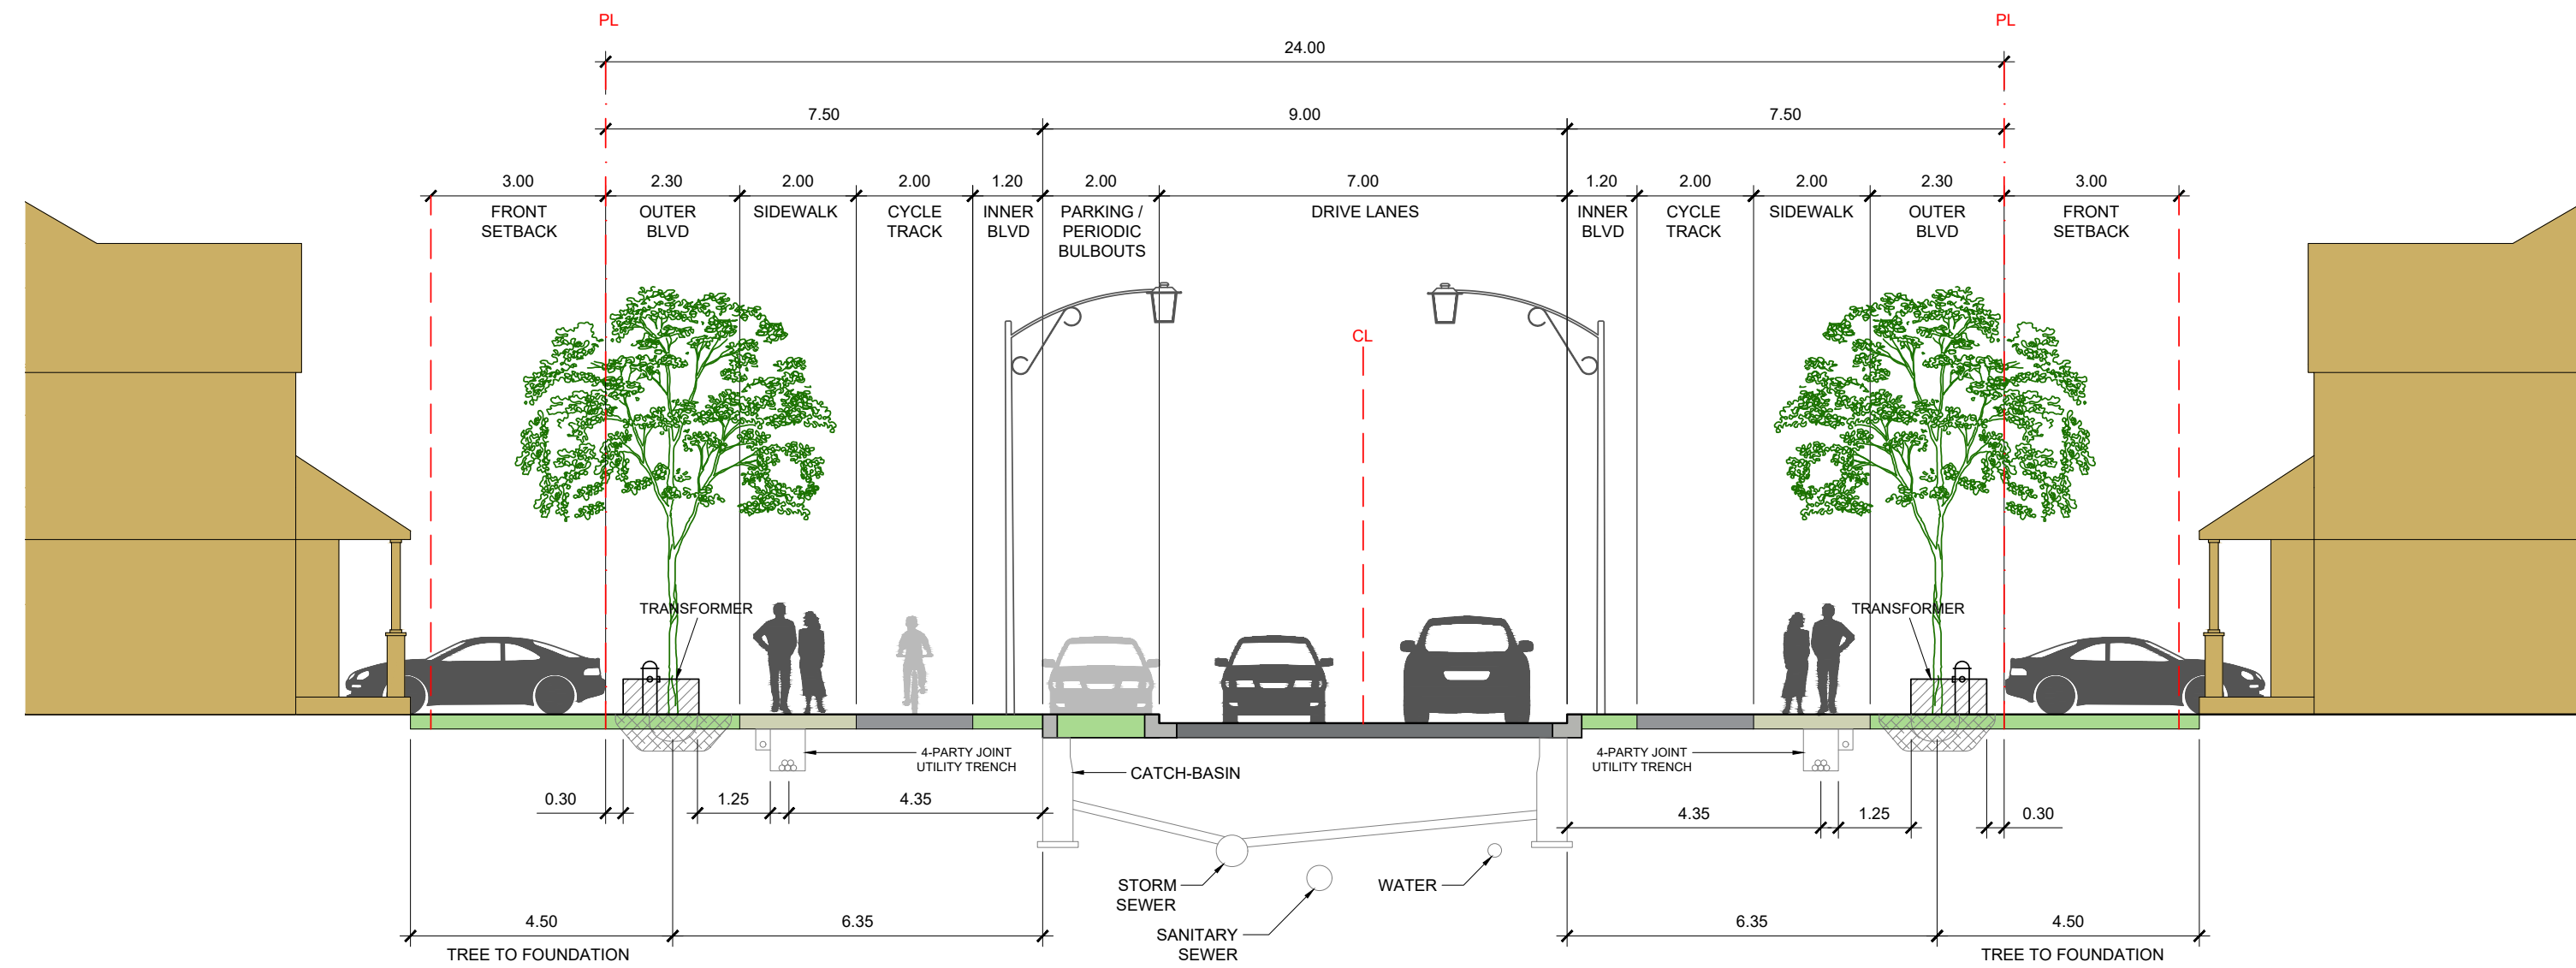 PL
PL
24.00
7.50
9.00
7.50
3.00
2.30
2.00
2.00
1.20
2.00
7.00
1.20
2.00
2.00
2.30
3.00
FRONT
SETBACK
OUTER
BLVD
SIDEWALK
CYCLE
TRACK
INNER
BLVD
PARKING /
PERIODIC
BULBOUTS
DRIVE LANES
INNER
BLVD
CYCLE
TRACK
SIDEWALK
OUTER
BLVD
FRONT
SETBACK
CL
TRANSFORMER
TRANSFORMER
4-PARTY JOINT
UTILITY TRENCH
CATCH-BASIN
4-PARTY JOINT
UTILITY TRENCH
0.30
1.25
4.35
4.35
1.25
0.30
STORM
SEWER
WATER
SANITARY
SEWER
4.50
6.35
6.35
4.50
TREE TO FOUNDATION
TREE TO FOUNDATION